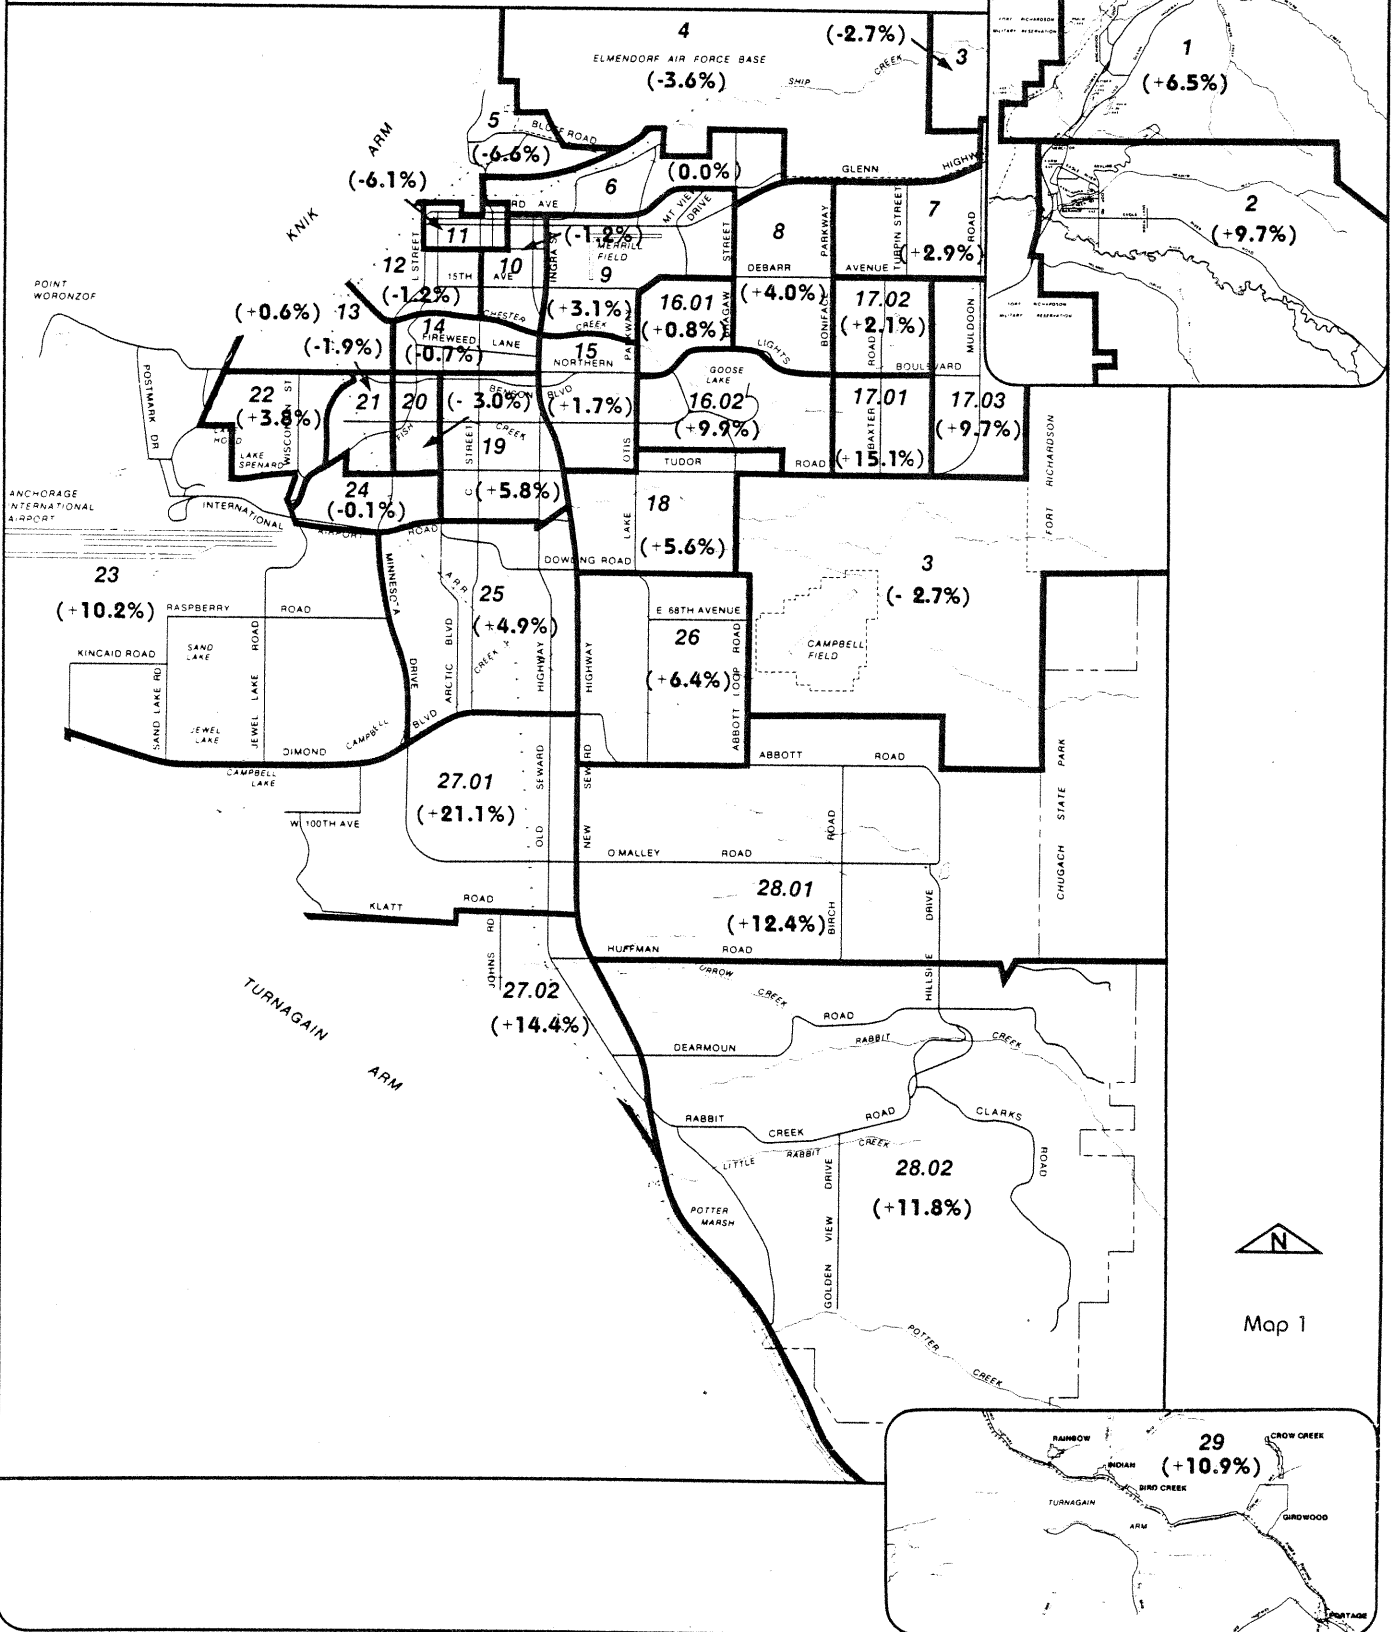 4
ELMENDORF AIR FORCE BASE
(-3.6%)
SHIP
CREEK
(-2.7%)
3
FORT RICHARDSON
MILITARY RESERVATION
1
(+6.5%)
2
(+9.7%)
FORT RICHARDSON
MILITARY RESERVATION
KNIK
ARM
5
BLUFF ROAD
(-6.6%)
(-6.1%)
6
(0.0%)
RD AVE
MT VIEW
DRIVE
GLENN
HIGHW
11
L STREET
12
(-1.2%)
15TH AVE
10
(-1.2%)
INGRA ST
MERRILL
FIELD
9
(+3.1%)
CHESTER
CREEK
PARKWAY
STREET
8
DEBARR
(+4.0%)
PARKWAY
BONIFACE
7
TURPIN STREET
(+2.9%)
ROAD
AVENUE
MULDOON
POINT
WORONZOF
(+0.6%)
13
(-1.9%)
14
FIREWEED LANE
(-0.7%)
15
NORTHERN
(+1.7%)
16.01
(+0.8%)
BRAGAW
LIGHTS
BOULEVARD
17.02
(+2.1%)
ROAD
BAXTER
17.01
(+15.1%)
17.03
(+9.7%)
GOOSE
LAKE
16.02
(+9.9%)
POSTMARK DR
22
(+3.8%)
WISCONSIN ST
LAKE
HOOD
LAKE
SPENARD
21
20
FISH
CREEK
(- 3.0%)
BENSON BLVD
19
C STREET
(+5.8%)
OTIS
TUDOR
ROAD
24
(-0.1%)
ANCHORAGE
INTERNATIONAL
AIRPORT
INTERNATIONAL
AIRPORT
ROAD
18
(+5.6%)
LAKE
DOWLING ROAD
FORT RICHARDSON
3
(- 2.7%)
CAMPBELL
FIELD
23
(+10.2%)
RASPBERRY
ROAD
KINCAID ROAD
SAND
LAKE
SAND LAKE RD
JEWEL
LAKE
JEWEL LAKE ROAD
DIMOND
BLVD
CAMPBELL
CREEK
CAMPBELL
LAKE
MINNESOTA
DRIVE
ARCTIC BLVD
25
(+4.9%)
HIGHWAY
HIGHWAY
E 68TH AVENUE
26
(+6.4%)
ABBOTT LOOP ROAD
ABBOTT
ROAD
W 100TH AVE
27.01
(+21.1%)
OLD SEWARD
NEW SEWARD
O'MALLEY
ROAD
28.01
(+12.4%)
BIRCH
ROAD
HILLSIDE DRIVE
CHUGACH STATE PARK
KLATT
ROAD
HUFFMAN
ROAD
JOHNS RD
27.02
(+14.4%)
TURNAGAIN
ARM
CREEK
DEARMOUN
ROAD
RABBIT
CREEK
RABBIT
CREEK
ROAD
CLARKS
ROAD
LITTLE
RABBIT
CREEK
28.02
(+11.8%)
POTTER
MARSH
GOLDEN VIEW DRIVE
POTTER
CREEK
N
Map 1
29
(+10.9%)
RAINBOW
INDIAN
BIRD CREEK
CROW CREEK
GIRDWOOD
TURNAGAIN
ARM
PORTAGE